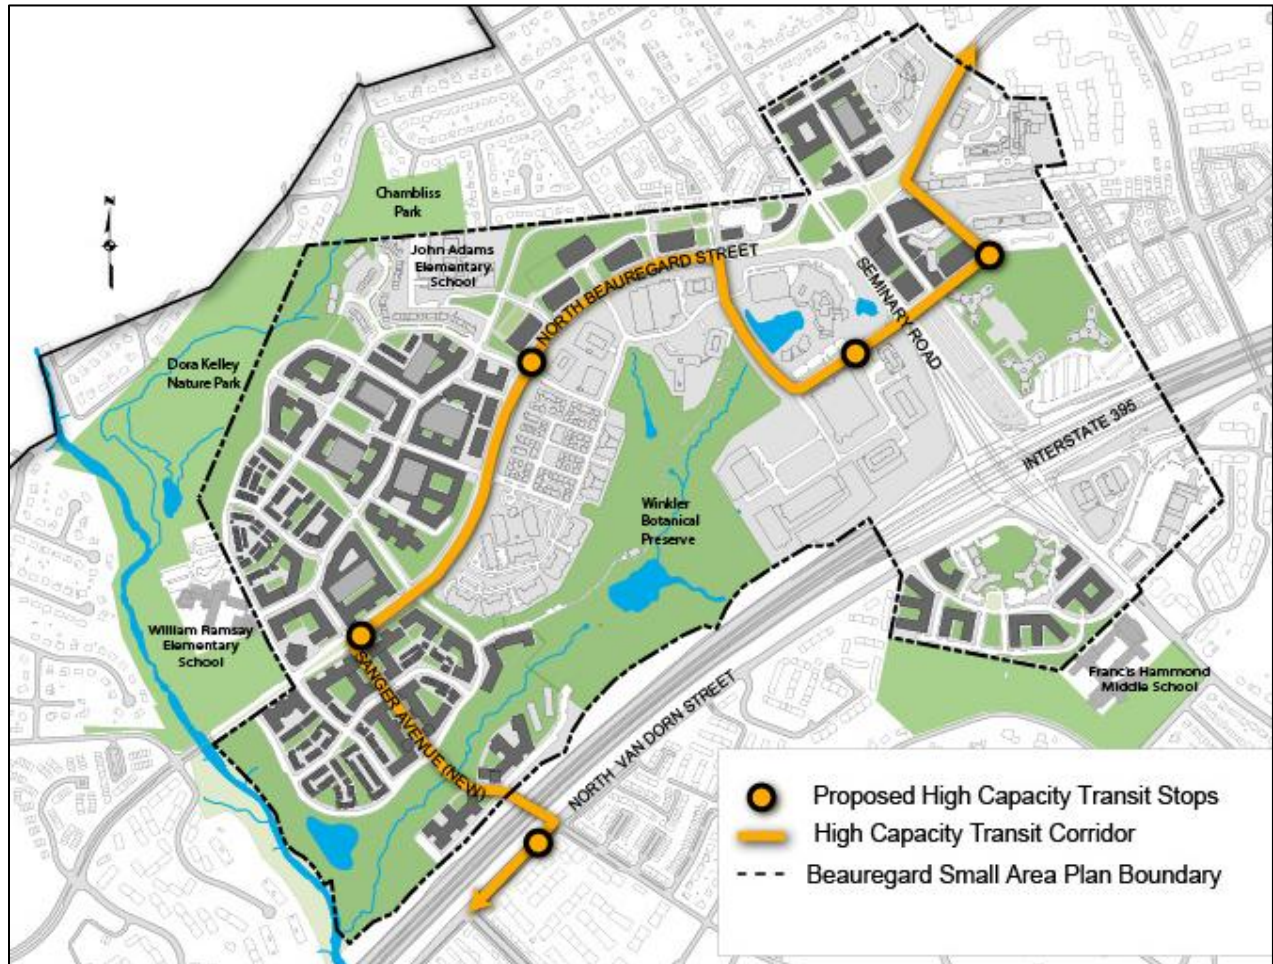 N
Chambliss
Park
John Adams
Elementary
School
NORTH BEAUREGARD STREET
SEMINARY ROAD
Dora Kelley
Nature Park
INTERSTATE 395
Winkler
Botanical
Preserve
William Ramsay
Elementary
School
SANGER AVENUE (NEW)
Francis Hammond
Middle School
NORTH VAN DORN STREET
Proposed High Capacity Transit Stops
High Capacity Transit Corridor
Beauregard Small Area Plan Boundary